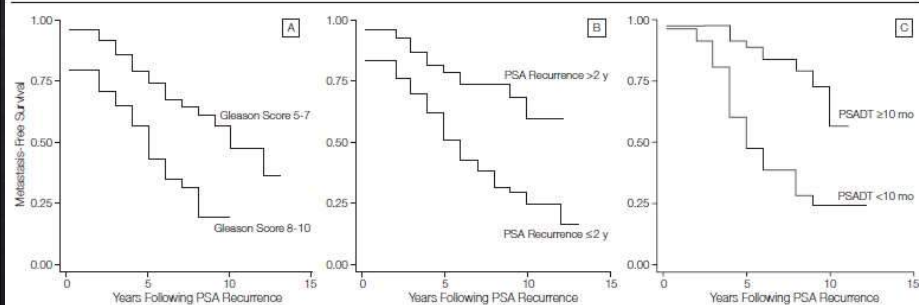 A
B
C
Metastasis-Free Survival
1.00
0.75
0.50
0.25
0.00
Gleason Score 5-7
Gleason Score 8-10
0 5 10 15
Years Following PSA Recurrence
1.00
0.75
0.50
0.25
0.00
PSA Recurrence >2 y
PSA Recurrence ≤2 y
0 5 10 15
Years Following PSA Recurrence
1.00
0.75
0.50
0.25
0.00
PSADT ≥10 mo
PSADT <10 mo
0 5 10 15
Years Following PSA Recurrence